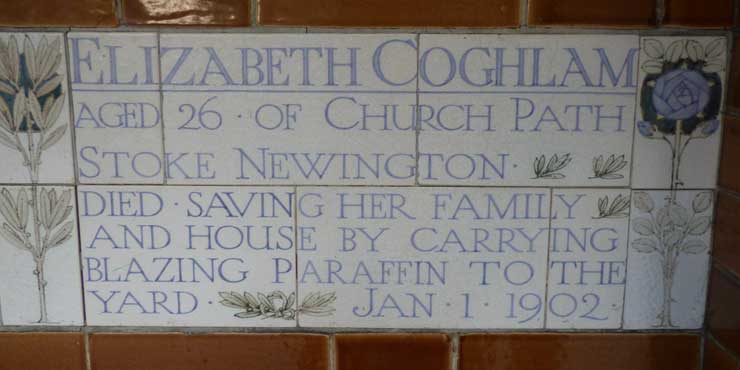 ELIZABETH COGHLAM
AGED 26 · OF CHURCH PATH
STOKE NEWINGTON ·
DIED · SAVING HER FAMILY
AND HOUSE BY CARRYING
BLAZING PARAFFIN TO THE
YARD · JAN · 1 · 1902 ·